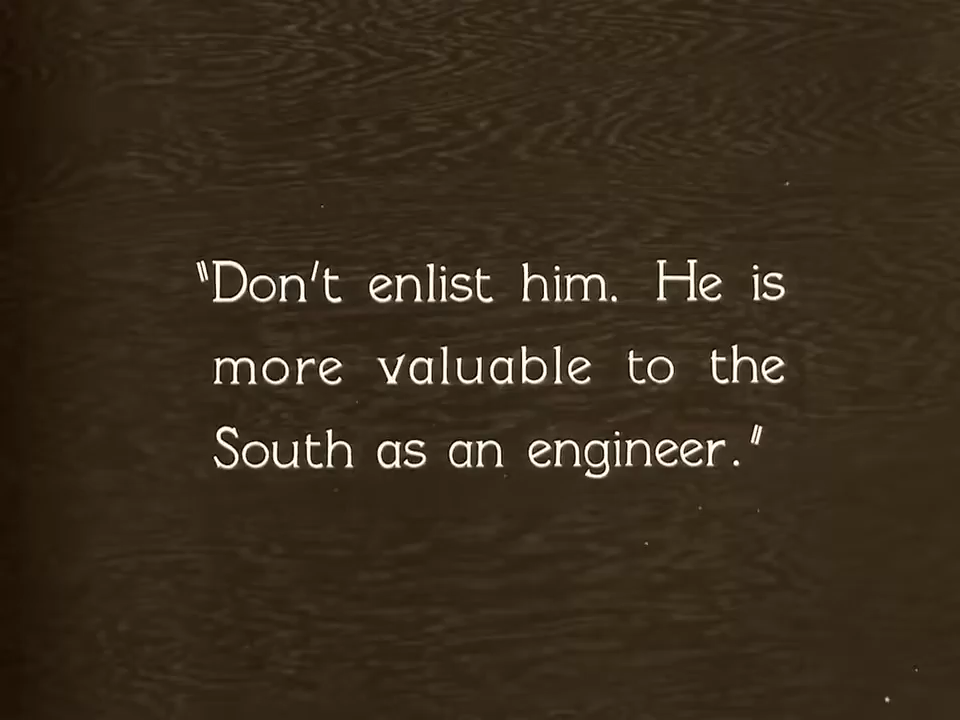 "Don't enlist him. He is
more valuable to the
South as an engineer."